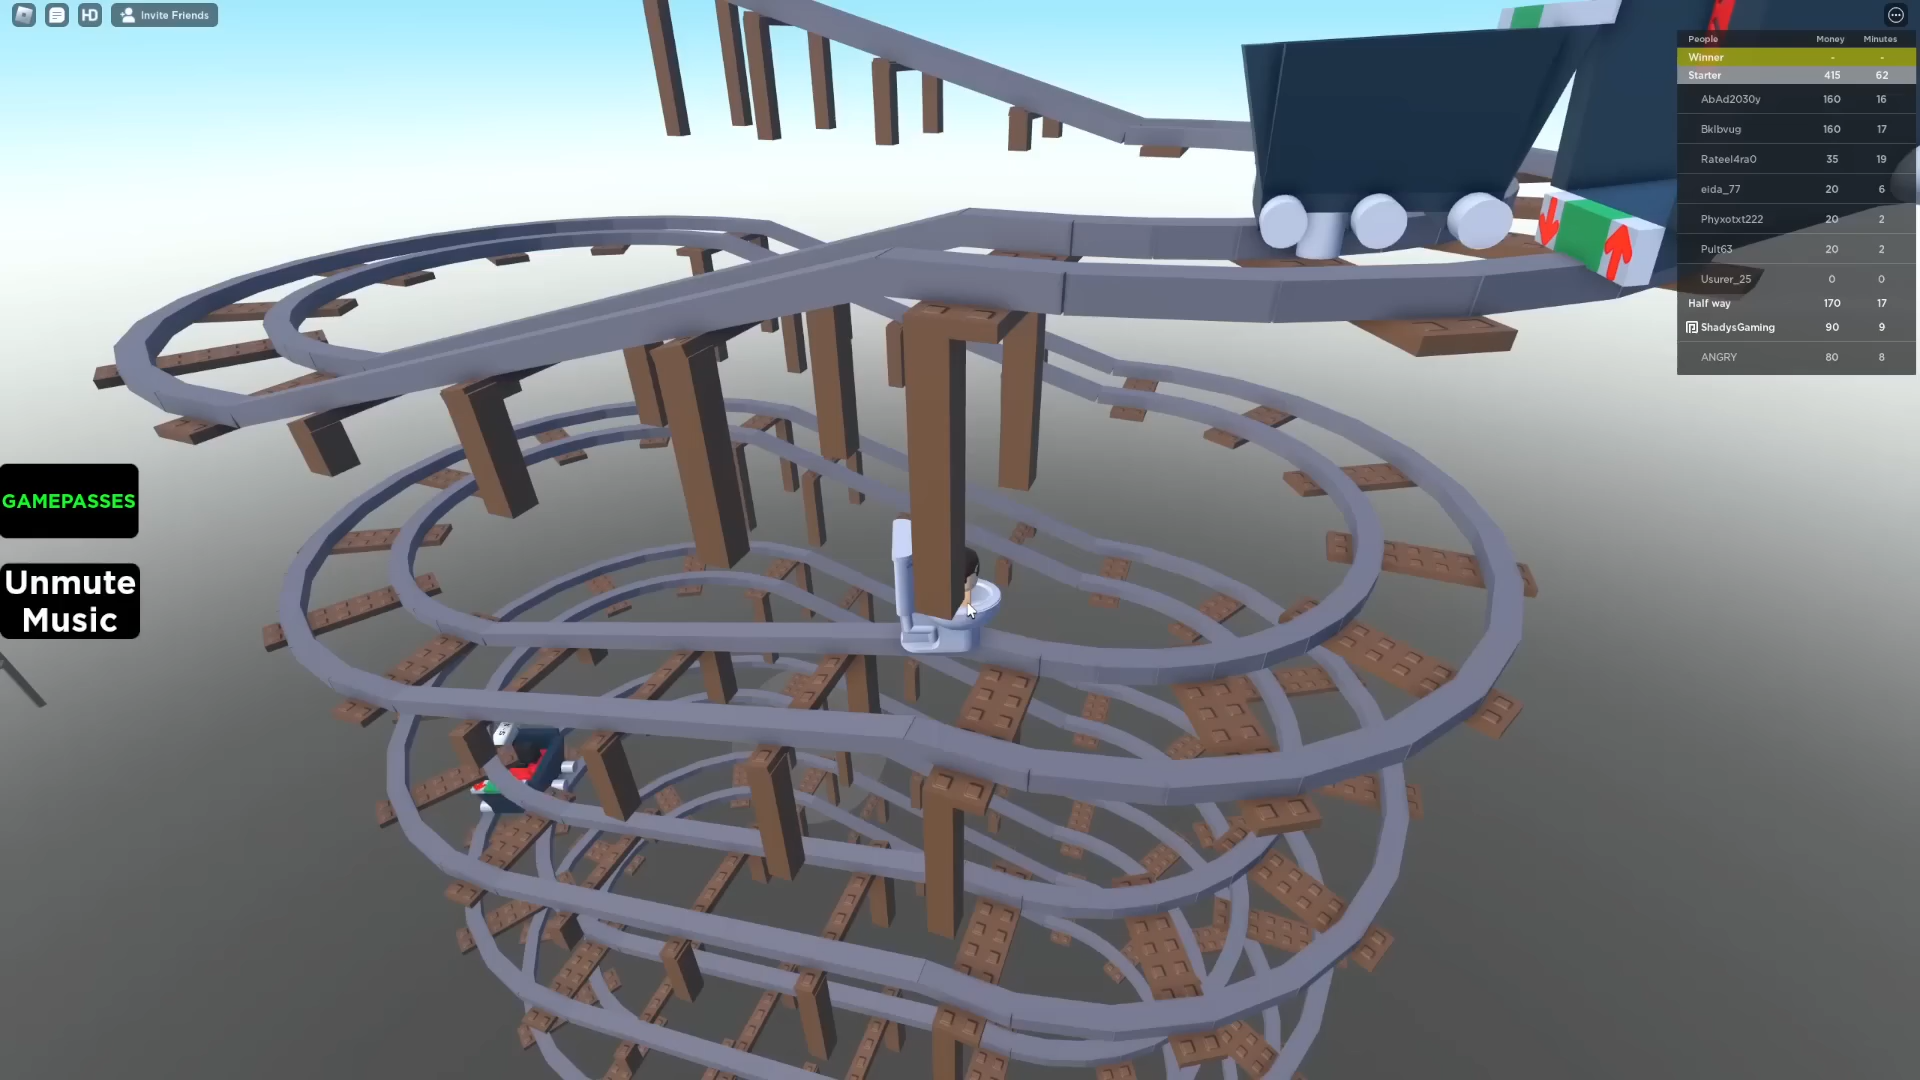 HD Invite Friends
People Money Minutes
Winner - -
Starter 415 62
AbAd2030y 160 16
Bklbvug 160 17
Rateel4ra0 35 19
eida_77 20 6
Phyxotxt222 20 2
Pult63 20 2
Usurer_25 0 0
Half way 170 17
ShadysGaming 90 9
ANGRY 80 8
GAMEPASSES
Unmute
Music